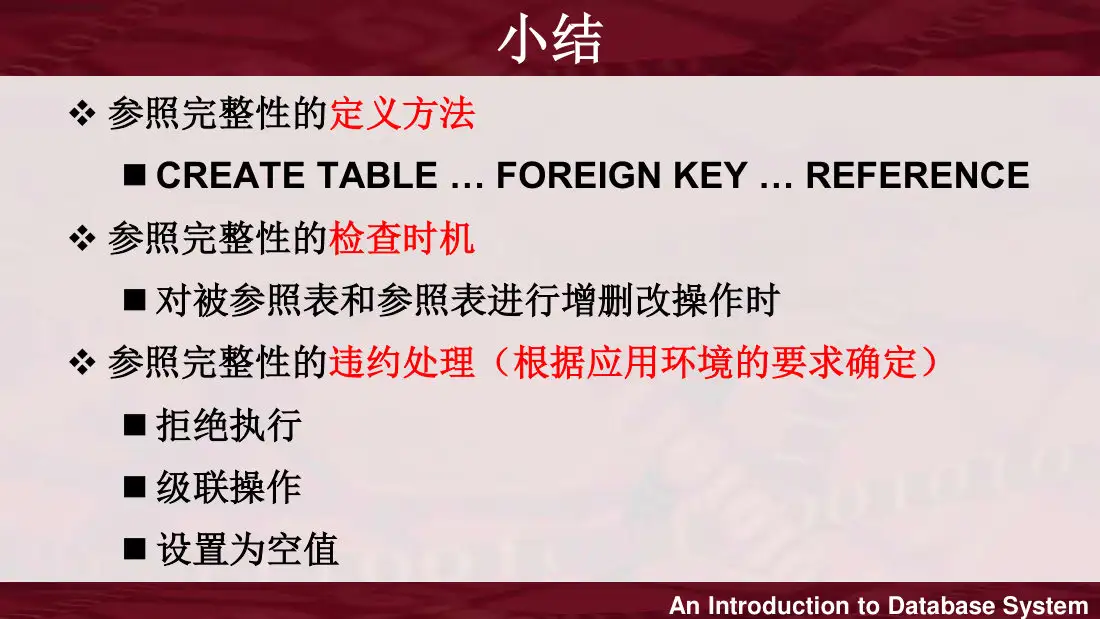 小结
❖ 参照完整性的定义方法
■ CREATE TABLE … FOREIGN KEY … REFERENCE
❖ 参照完整性的检查时机
■ 对被参照表和参照表进行增删改操作时
❖ 参照完整性的违约处理（根据应用环境的要求确定）
■ 拒绝执行
■ 级联操作
■ 设置为空值
An Introduction to Database System